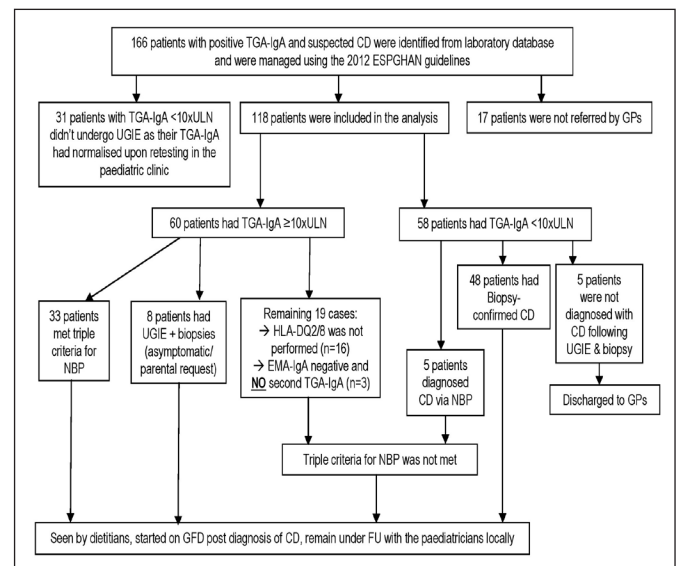 166 patients with positive TGA-IgA and suspected CD were identified from laboratory database
and were managed using the 2012 ESPGHAN guidelines
31 patients with TGA-IgA <10xULN
didn't undergo UGIE as their TGA-IgA
had normalised upon retesting in the
paediatric clinic
118 patients were included in the analysis
17 patients were not referred by GPs
60 patients had TGA-IgA ≥10xULN
58 patients had TGA-IgA <10xULN
33 patients
met triple
criteria for
NBP
8 patients had
UGIE + biopsies
(asymptomatic/
parental request)
Remaining 19 cases:
→ HLA-DQ2/8 was not
performed (n=16)
→ EMA-IgA negative and
NO second TGA-IgA (n=3)
5 patients
diagnosed
CD via NBP
48 patients had
Biopsy-
confirmed CD
5 patients
were not
diagnosed with
CD following
UGIE & biopsy
Discharged to GPs
Triple criteria for NBP was not met
Seen by dietitians, started on GFD post diagnosis of CD, remain under FU with the paediatricians locally